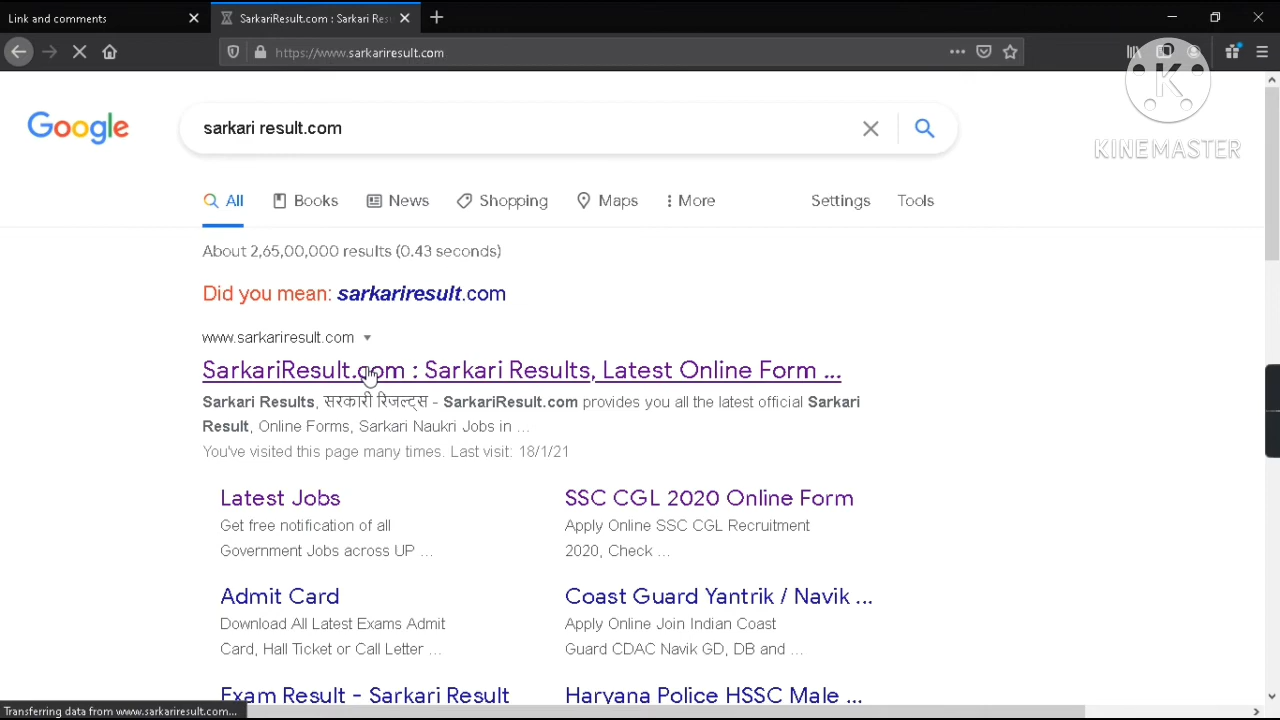 Link and comments
SarkariResult.com : Sarkari Res
https://www.sarkariresult.com
KINEMASTER
Google
sarkari result.com
All
Books
News
Shopping
Maps
More
Settings
Tools
About 2,65,00,000 results (0.43 seconds)
Did you mean: sarkariresult.com
www.sarkariresult.com
SarkariResult.com : Sarkari Results, Latest Online Form ...
Sarkari Results, सरकारी रिजल्ट्स - SarkariResult.com provides you all the latest official Sarkari
Result, Online Forms, Sarkari Naukri Jobs in ...
You've visited this page many times. Last visit: 18/1/21
Latest Jobs
Get free notification of all
Government Jobs across UP ...
SSC CGL 2020 Online Form
Apply Online SSC CGL Recruitment
2020, Check ...
Admit Card
Download All Latest Exams Admit
Card, Hall Ticket or Call Letter ...
Coast Guard Yantrik / Navik ...
Apply Online Join Indian Coast
Guard CDAC Navik GD, DB and ...
Exam Result - Sarkari Result
Haryana Police HSSC Male ...
Transferring data from www.sarkariresult.com...